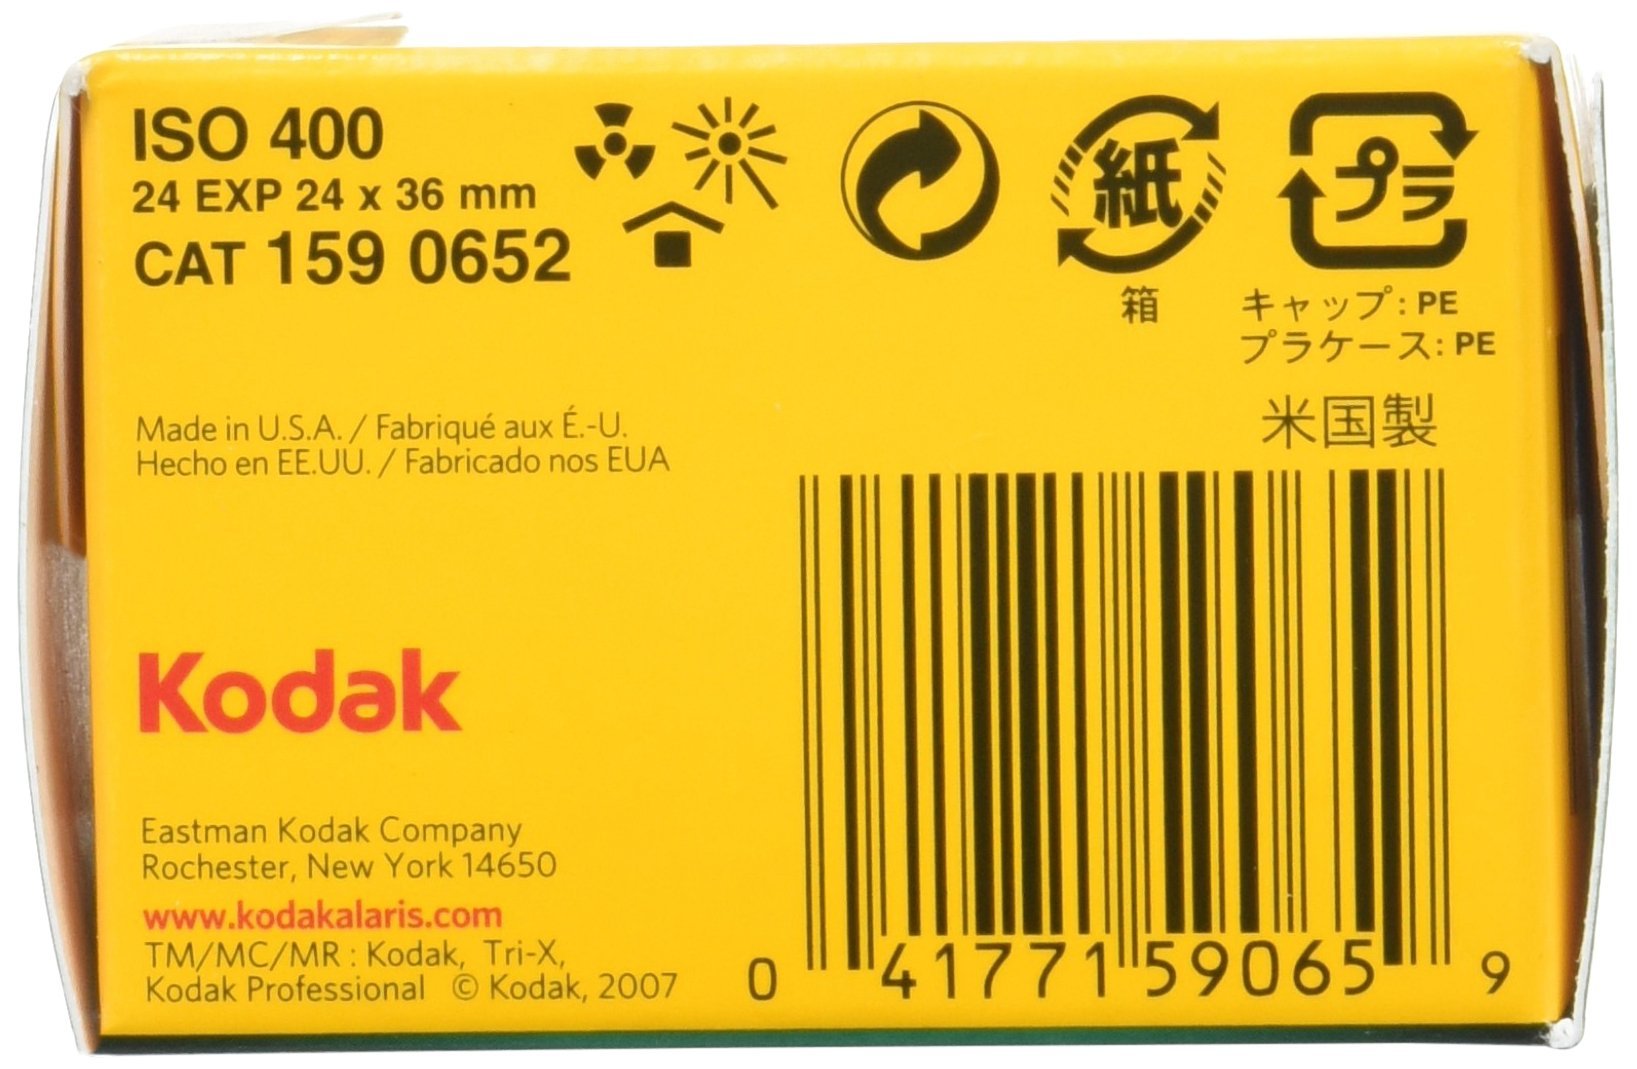 ISO 400
24 EXP 24 x 36 mm
CAT 159 0652
紙
プラ
箱
キャップ: PE
プラケース: PE
米国製
Made in U.S.A. / Fabriqué aux É.-U.
Hecho en EE.UU. / Fabricado nos EUA
Kodak
Eastman Kodak Company
Rochester, New York 14650
www.kodakalaris.com
TM/MC/MR : Kodak, Tri-X,
Kodak Professional © Kodak, 2007
0 41771 59065 9